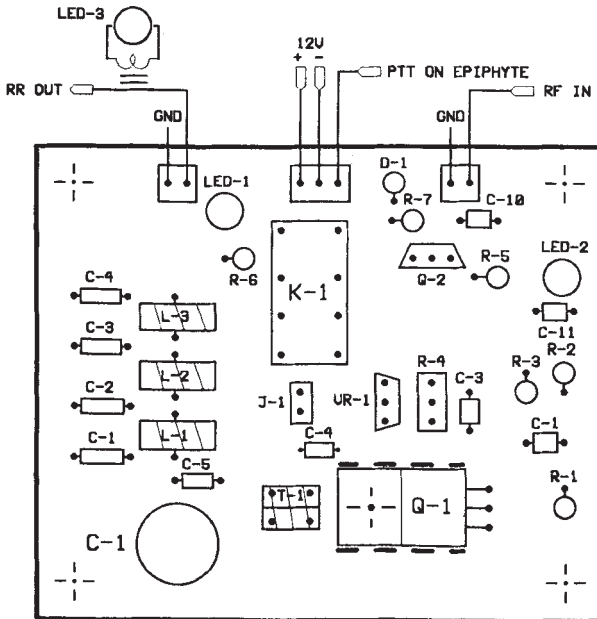 LED-3
12V
+ -
RR OUT
PTT ON EPIPHYTE
RF IN
GND
GND
D-1
LED-1
R-7
C-10
R-6
Q-2
R-5
LED-2
C-4
K-1
L-3
C-11
C-3
R-4
R-3
R-2
L-2
C-3
C-2
J-1
VR-1
L-1
C-4
C-1
C-1
C-5
R-1
T-1
Q-1
C-1